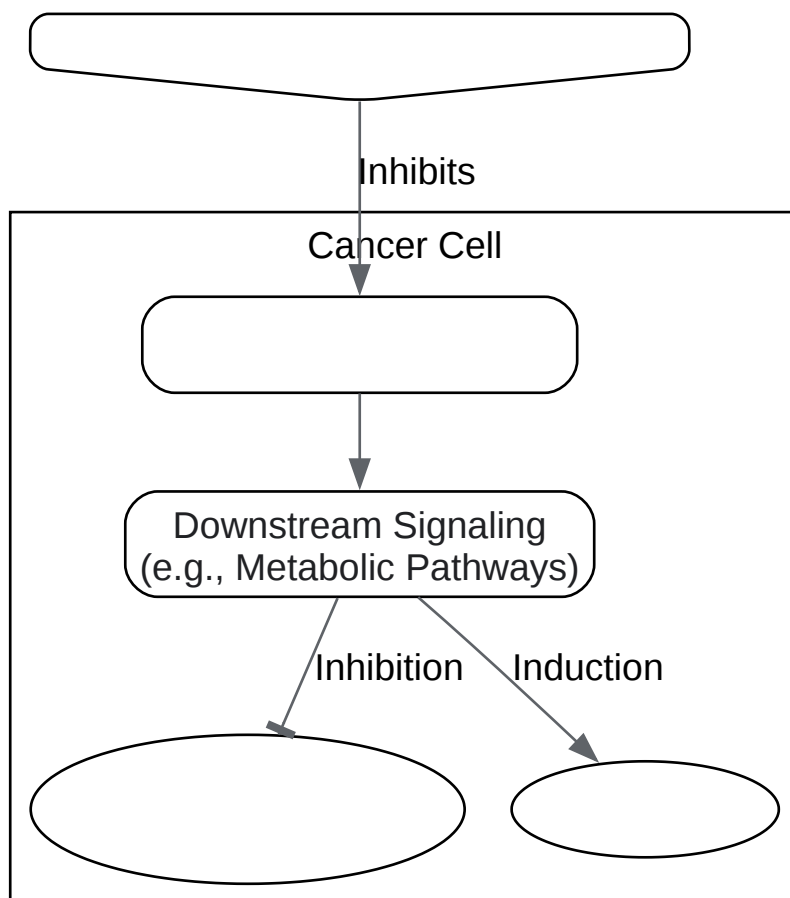 Inhibits
Cancer Cell
Downstream Signaling
(e.g., Metabolic Pathways)
Inhibition
Induction